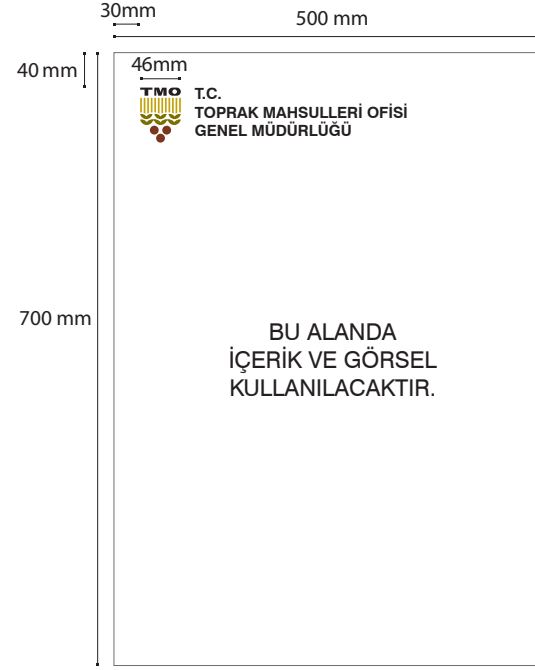 30mm
500 mm
40 mm
46mm
TMO
T.C.
TOPRAK MAHSULLERİ OFİSİ
GENEL MÜDÜRLÜĞÜ
700 mm
BU ALANDA
İÇERİK VE GÖRSEL
KULLANILACAKTIR.